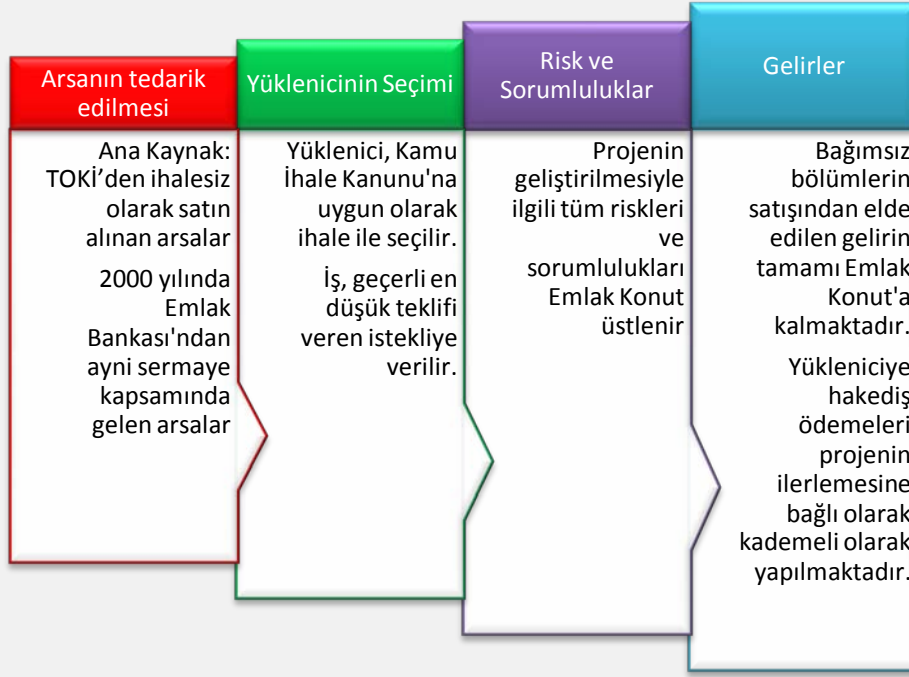 Arsanın tedarik
edilmesi
Ana Kaynak:
TOKİ’den ihalesiz
olarak satın
alınan arsalar
2000 yılında
Emlak
Bankası'ndan
ayni sermaye
kapsamında
gelen arsalar
Yüklenicinin Seçimi
Yüklenici, Kamu
İhale Kanunu'na
uygun olarak
ihale ile seçilir.
İş, geçerli en
düşük teklifi
veren istekliye
verilir.
Risk ve
Sorumluluklar
Projenin
geliştirilmesiyle
ilgili tüm riskleri
ve
sorumlulukları
Emlak Konut
üstlenir
Gelirler
Bağımsız
bölümlerin
satışından elde
edilen gelirin
tamamı Emlak
Konut'a
kalmaktadır.
Yükleniciye
hakediş
ödemeleri
projenin
ilerlemesine
bağlı olarak
kademeli olarak
yapılmaktadır.